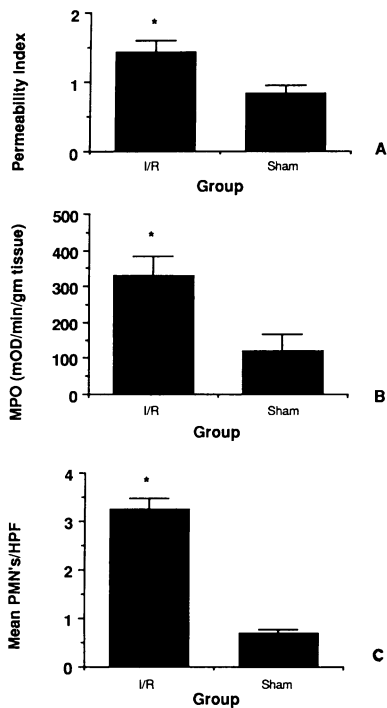 2
*
1
0
Permeability Index
I/R
Sham
Group
A
500
400
300
200
100
0
*
MPO (mOD/min/gm tissue)
I/R
Sham
Group
B
4
3
2
1
0
*
Mean PMN's/HPF
I/R
Sham
Group
C